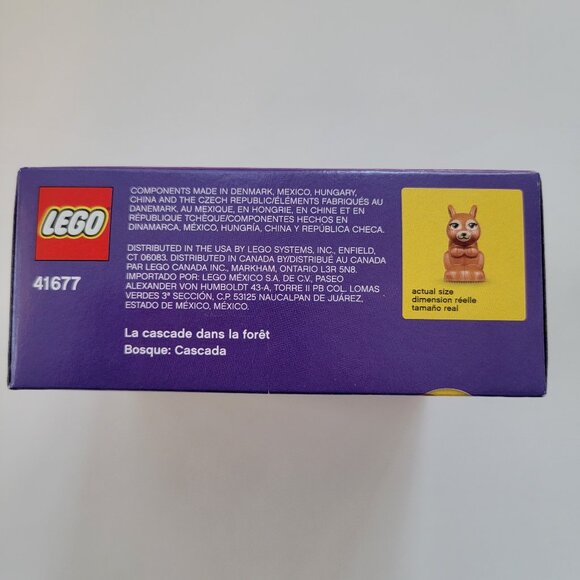 LEGO
41677
COMPONENTS MADE IN DENMARK, MEXICO, HUNGARY,
CHINA AND THE CZECH REPUBLIC/ÉLÉMENTS FABRIQUÉS AU
DANEMARK, AU MEXIQUE, EN HONGRIE, EN CHINE ET EN
RÉPUBLIQUE TCHÈQUE/COMPONENTES HECHOS EN
DINAMARCA, MÉXICO, HUNGRÍA, CHINA Y REPÚBLICA CHECA.
DISTRIBUTED IN THE USA BY LEGO SYSTEMS, INC., ENFIELD,
CT 06083. DISTRIBUTED IN CANADA BY/DISTRIBUÉ AU CANADA
PAR LEGO CANADA INC., MARKHAM, ONTARIO L3R 5N8.
IMPORTADO POR: LEGO MÉXICO S.A. DE C.V., PASEO
ALEXANDER VON HUMBOLDT 43-A, TORRE II PB COL. LOMAS
VERDES 3ª SECCIÓN, C.P. 53125 NAUCALPAN DE JUÁREZ,
ESTADO DE MÉXICO, MÉXICO.
La cascade dans la forêt
Bosque: Cascada
actual size
dimension réelle
tamaño real